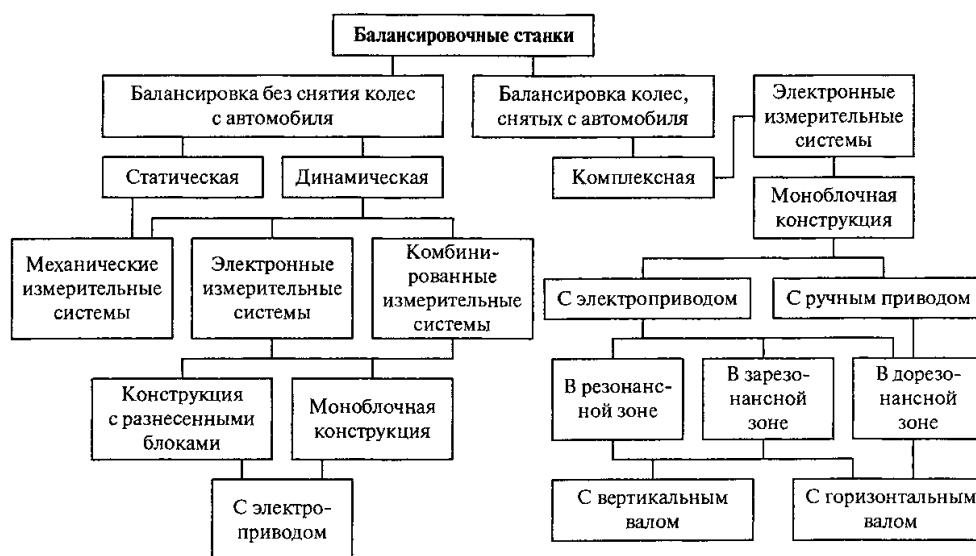 Балансировочные станки
Балансировка без снятия колес
с автомобиля
Балансировка колес,
снятых с автомобиля
Электронные
измерительные
системы
Статическая
Динамическая
Комплексная
Моноблочная
конструкция
Механические
измерительные
системы
Электронные
измерительные
системы
Комбини-
рованные
измерительные
системы
С электроприводом
С ручным приводом
Конструкция
с разнесенными
блоками
Моноблочная
конструкция
В резонанс-
ной зоне
В зарезо-
нансной
зоне
В дорезо-
нансной
зоне
С электро-
приводом
С вертикальным
валом
С горизонтальным
валом